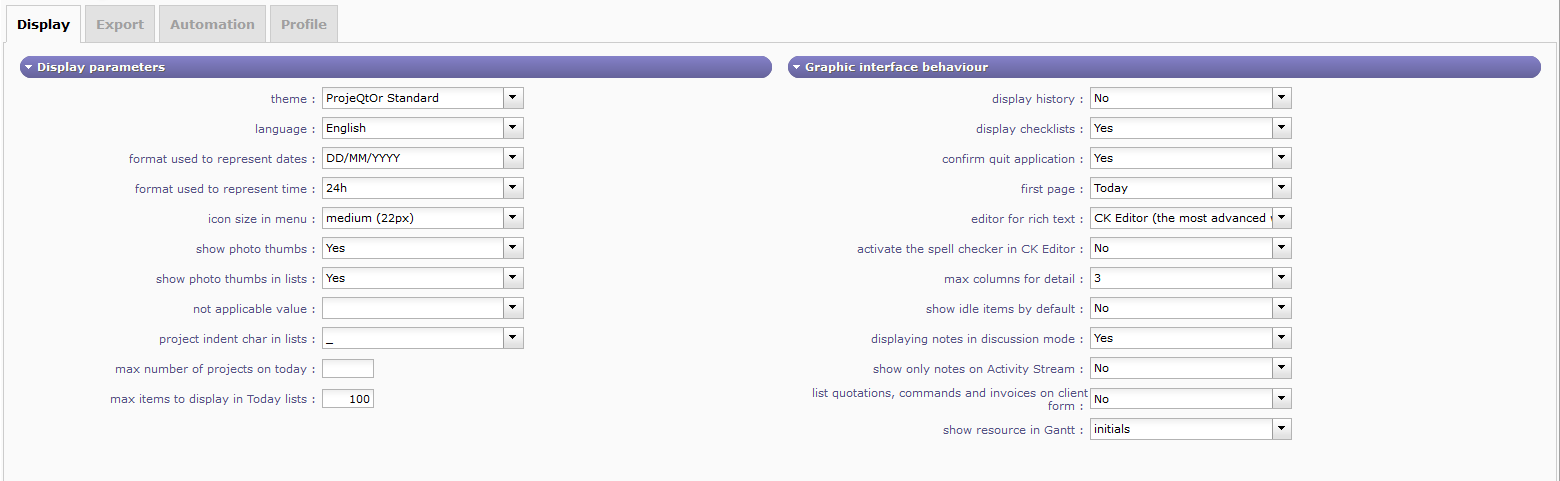 Display Export Automation Profile
Display parameters
theme : ProjeQtOr Standard
language : English
format used to represent dates : DD/MM/YYYY
format used to represent time : 24h
icon size in menu : medium (22px)
show photo thumbs : Yes
show photo thumbs in lists : Yes
not applicable value :
project indent char in lists : _
max number of projects on today :
max items to display in Today lists : 100
Graphic interface behaviour
display history : No
display checklists : Yes
confirm quit application : Yes
first page : Today
editor for rich text : CK Editor (the most advanced
activate the spell checker in CK Editor : No
max columns for detail : 3
show idle items by default : No
displaying notes in discussion mode : Yes
show only notes on Activity Stream : No
list quotations, commands and invoices on client
form : No
show resource in Gantt : initials